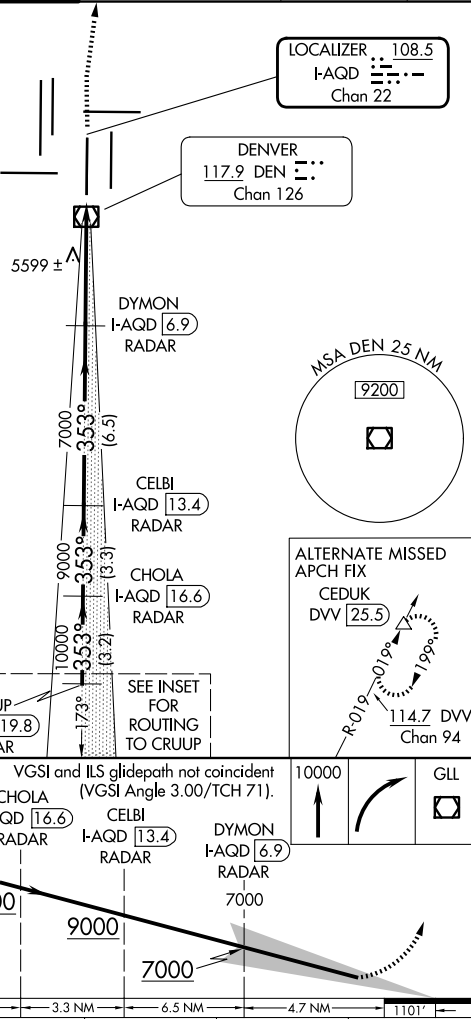 LOCALIZER 108.5
I-AQD
Chan 22
DENVER
117.9 DEN
Chan 126
5599 ±
DYMON
I-AQD 6.9
RADAR
MSA DEN 25 NM
9200
7000
353°
(6.5)
CELBI
I-AQD 13.4
RADAR
9000
353°
(3.3)
CHOLA
I-AQD 16.6
RADAR
10000
353°
(3.2)
ALTERNATE MISSED
APCH FIX
CEDUK
DVV 25.5
R-019
019°
199°
114.7 DVV
Chan 94
UP
19.8
AR
173°
SEE INSET
FOR
ROUTING
TO CRUUP
VGSI and ILS glidepath not coincident
(VGSI Angle 3.00/TCH 71).
10000
GLL
CHOLA
QD 16.6
RADAR
CELBI
I-AQD 13.4
RADAR
DYMON
I-AQD 6.9
RADAR
7000
00
9000
7000
3.3 NM
6.5 NM
4.7 NM
1101'